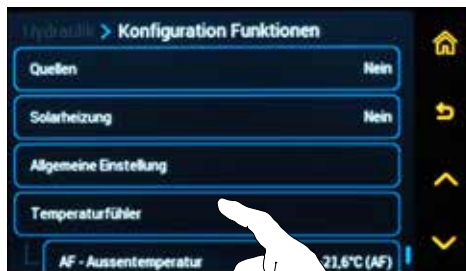 Hydraulik > Konfiguration Funktionen
Quellen Nein
Solarheizung Nein
Allgemeine Einstellung
Temperaturfühler
AF - Aussentemperatur 21,6°C (AF)